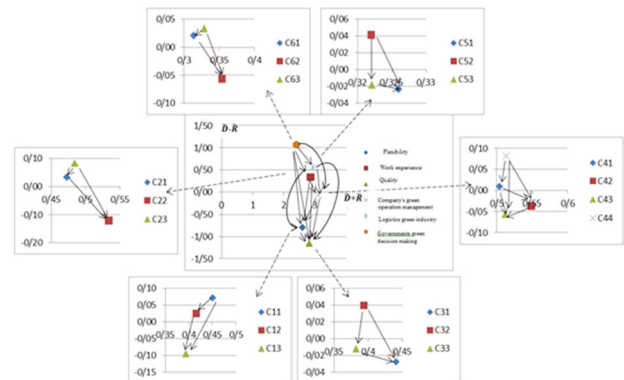 0/05
0/00
-0/05
-0/10
0/3
0/35
0/4
C61
C62
C63
0/06
0/04
0/02
0/00
-0/02
-0/04
0/32
0/325
0/33
C51
C52
C53
0/10
0/00
-0/10
-0/20
0/45
0/5
0/55
C21
C22
C23
1/50
1/00
0/50
0/00
-0/50
-1/00
-1/50
D-R
D+R
0
1
2
3
Flexibility
Work experience
Quality
Company's green
operation management
Logistics green industry
Governments green
decision-making
0/10
0/05
0/00
-0/05
-0/10
0/5
0/55
0/6
C41
C42
C43
C44
0/10
0/05
0/00
-0/05
-0/10
-0/15
0/35
0/4
0/45
0/5
C11
C12
C13
0/06
0/04
0/02
0/00
-0/02
-0/04
0/35
0/4
0/45
C31
C32
C33